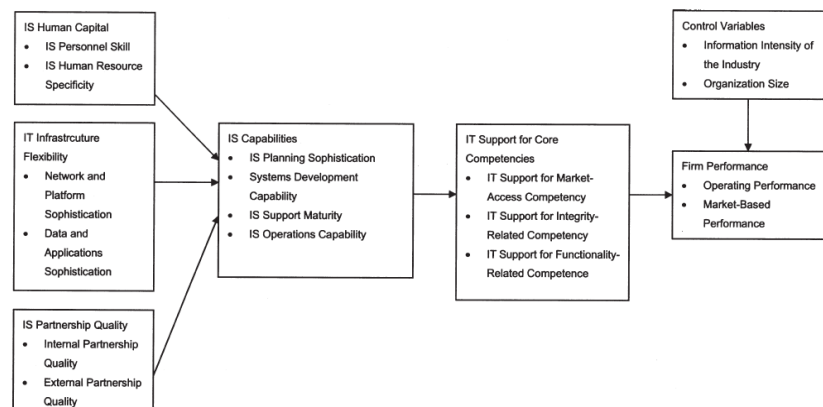 IS Human Capital
• IS Personnel Skill
• IS Human Resource
Specificity
IT Infrastrcuture
Flexibility
• Network and
Platform
Sophistication
• Data and
Applications
Sophistication
IS Partnership Quality
• Internal Partnership
Quality
• External Partnership
Quality
IS Capabilities
• IS Planning Sophistication
• Systems Development
Capability
• IS Support Maturity
• IS Operations Capability
IT Support for Core
Competencies
• IT Support for Market-
Access Competency
• IT Support for Integrity-
Related Competency
• IT Support for Functionality-
Related Competence
Control Variables
• Information Intensity of
the Industry
• Organization Size
Firm Performance
• Operating Performance
• Market-Based
Performance